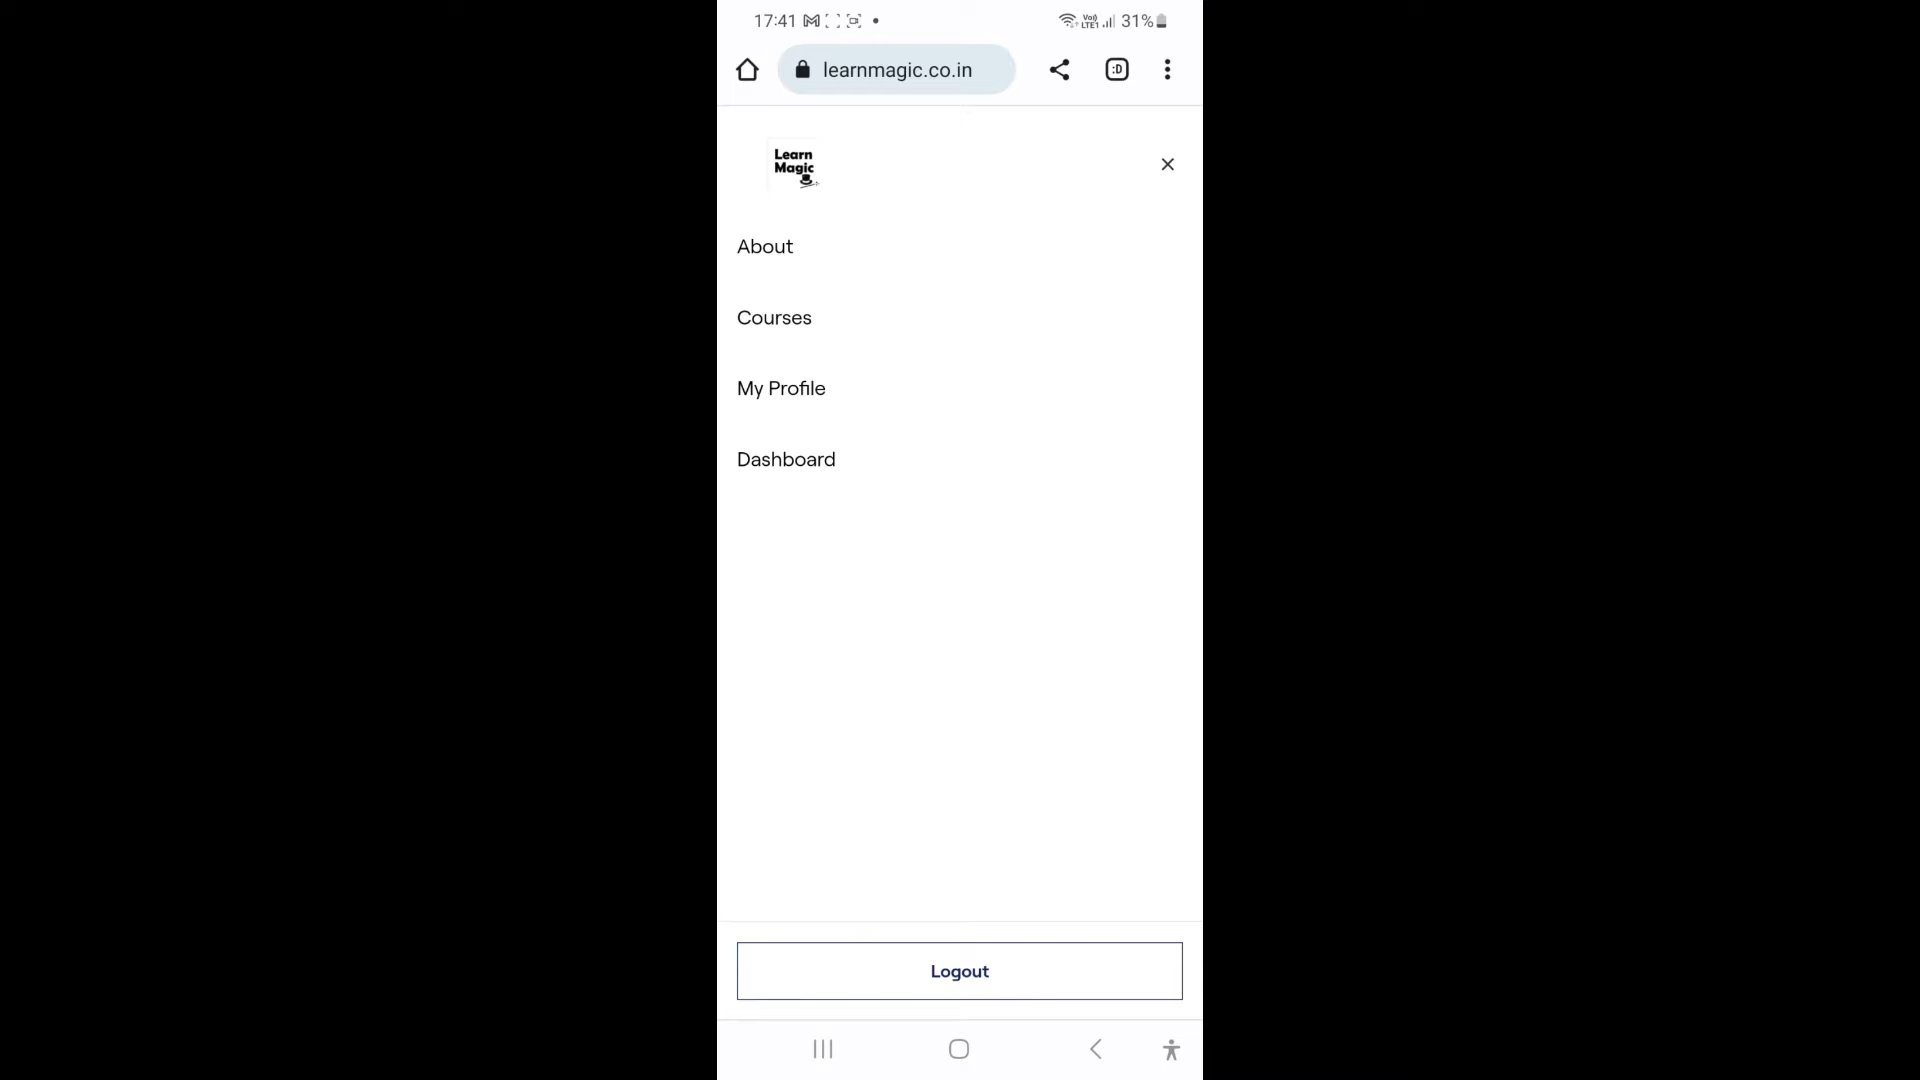 17:41 31%
learnmagic.co.in :D
Learn
Magic
About
Courses
My Profile
Dashboard
Logout